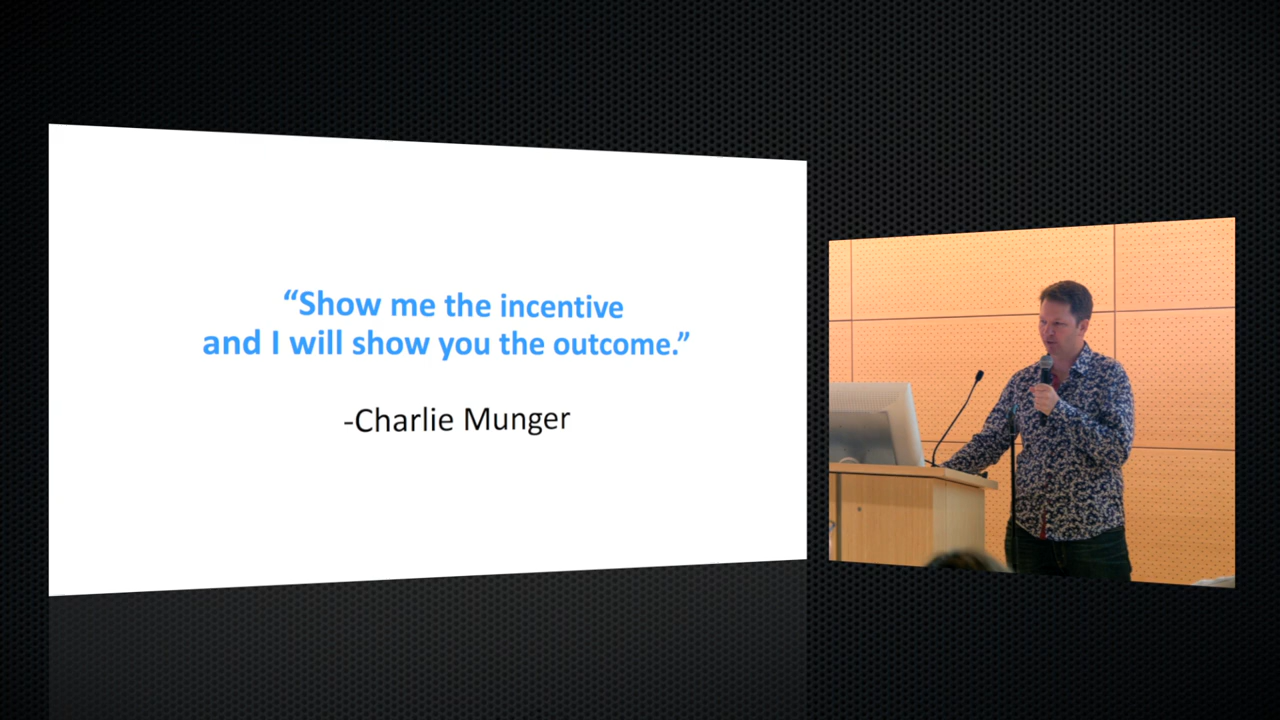 “Show me the incentive
and I will show you the outcome.”
-Charlie Munger